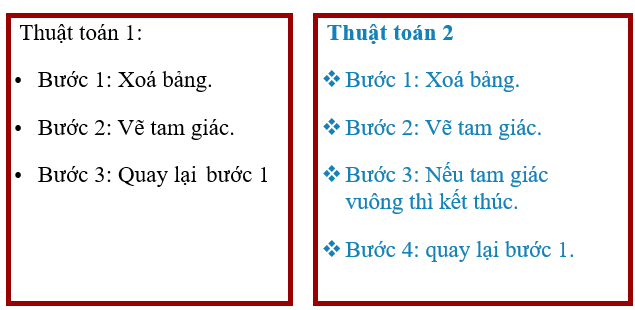 Thuật toán 1:
• Bước 1: Xoá bảng.
• Bước 2: Vẽ tam giác.
• Bước 3: Quay lại bước 1
Thuật toán 2
❖ Bước 1: Xoá bảng.
❖ Bước 2: Vẽ tam giác.
❖ Bước 3: Nếu tam giác
vuông thì kết thúc.
❖ Bước 4: quay lại bước 1.